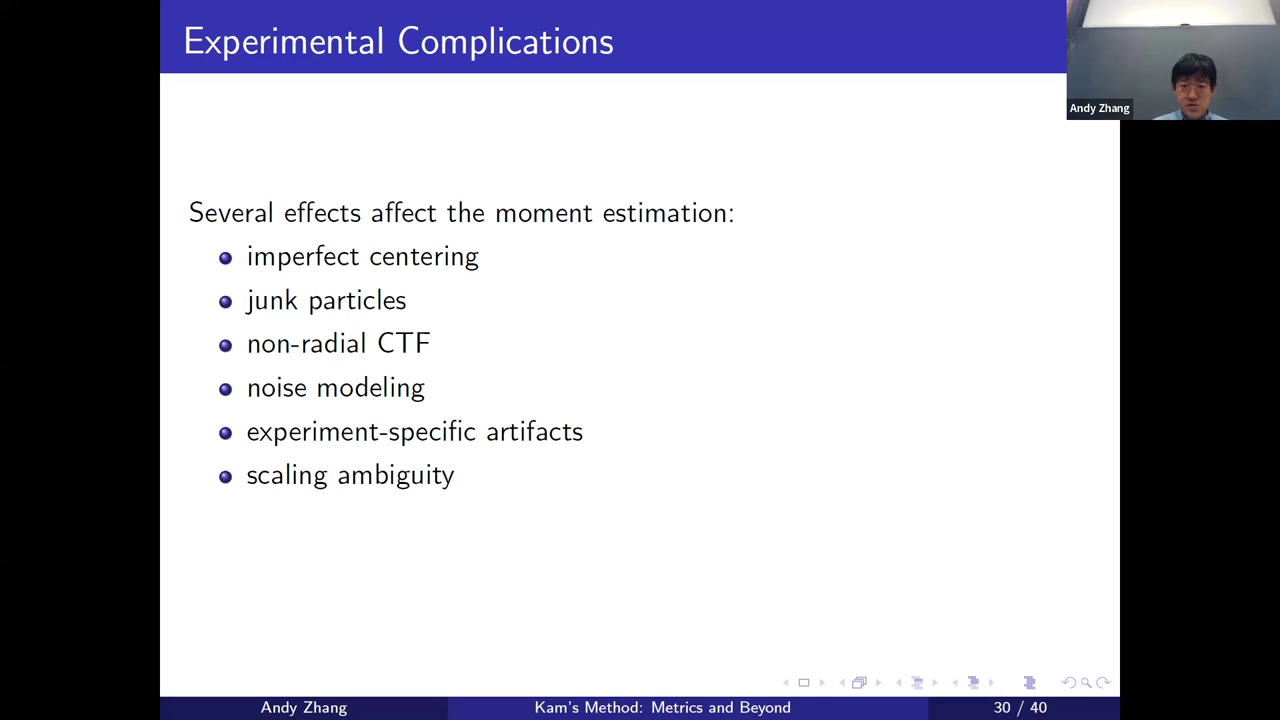 Experimental Complications
Andy Zhang
Several effects affect the moment estimation:
imperfect centering
junk particles
non-radial CTF
noise modeling
experiment-specific artifacts
scaling ambiguity
Andy Zhang
Kam's Method: Metrics and Beyond
30 / 40